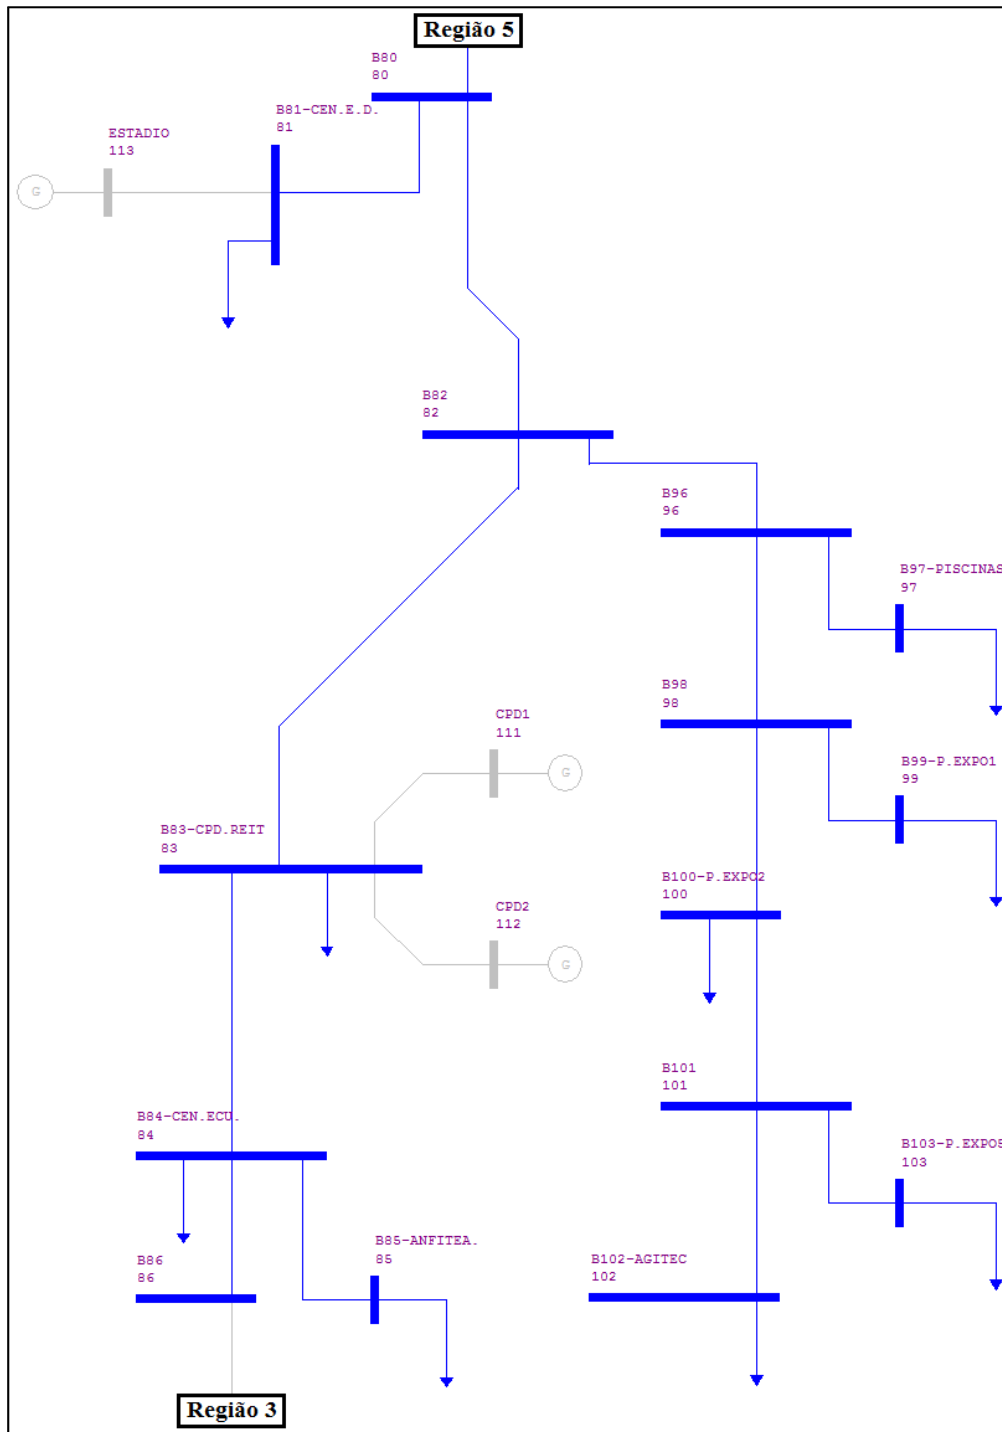 Região 5
B80
80
B81-CEN.E.D.
81
ESTADIO
113
G
B82
82
B96
96
B97-PISCINAS
97
B98
98
CPD1
111
G
B99-P.EXPO1
99
B83-CPD.REIT
83
B100-P.EXPO2
100
CPD2
112
G
B101
101
B84-CEN.ECU.
84
B103-P.EXPO5
103
B85-ANFITEA.
85
B86
86
B102-AGITEC
102
Região 3